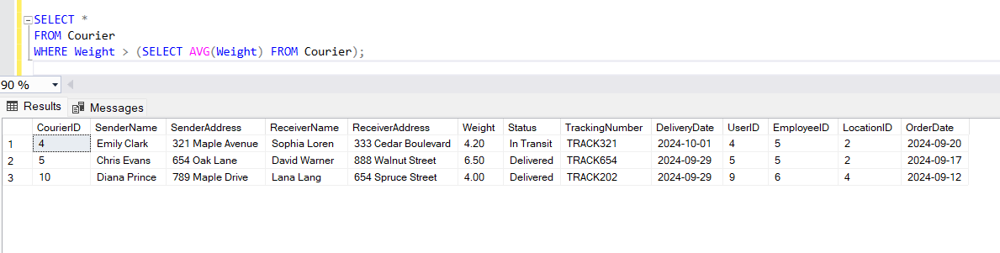 SELECT *
FROM Courier
WHERE Weight > (SELECT AVG(Weight) FROM Courier);
90 %
Results Messages
CourierID SenderName SenderAddress ReceiverName ReceiverAddress Weight Status TrackingNumber DeliveryDate UserID EmployeeID LocationID OrderDate
1 4 Emily Clark 321 Maple Avenue Sophia Loren 333 Cedar Boulevard 4.20 In Transit TRACK321 2024-10-01 4 5 2 2024-09-20
2 5 Chris Evans 654 Oak Lane David Warner 888 Walnut Street 6.50 Delivered TRACK654 2024-09-29 5 5 2 2024-09-17
3 10 Diana Prince 789 Maple Drive Lana Lang 654 Spruce Street 4.00 Delivered TRACK202 2024-09-29 9 6 4 2024-09-12